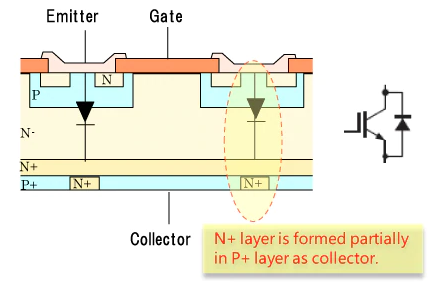 Emitter Gate
N
P
N-
N+
P+ N+ N+
Collector
N+ layer is formed partially
in P+ layer as collector.